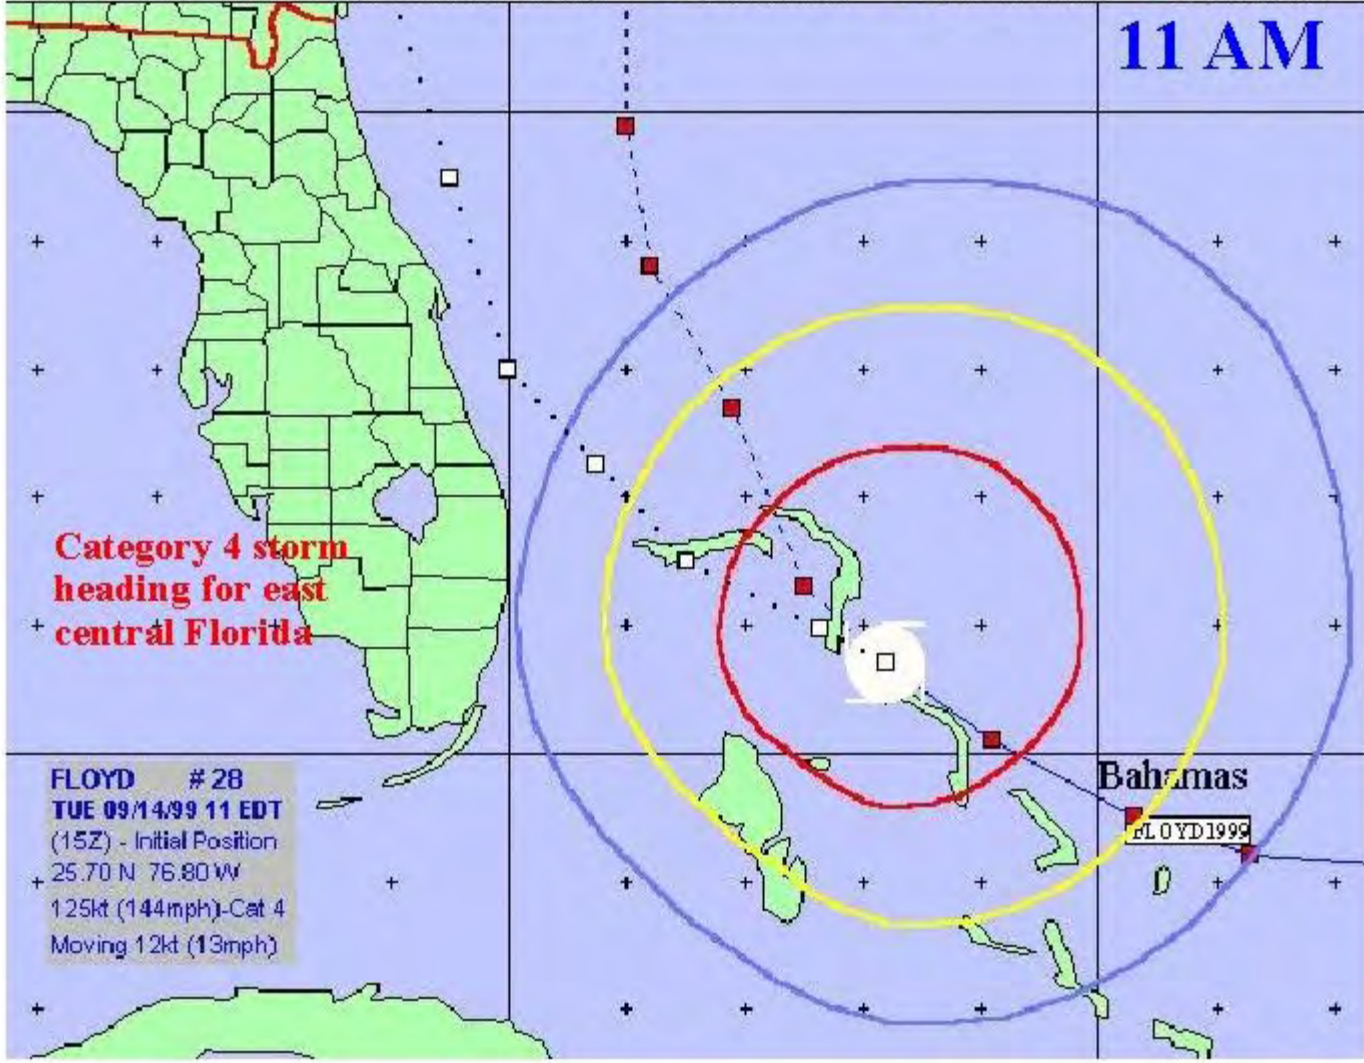 11 AM
Category 4 storm
heading for east
central Florida
FLOYD # 28
TUE 09/14/99 11 EDT
(15Z) - Initial Position
25.70 N 76.80 W
125kt (144mph)-Cat 4
Moving 12kt (13mph)
Bahamas
FLOYD1999